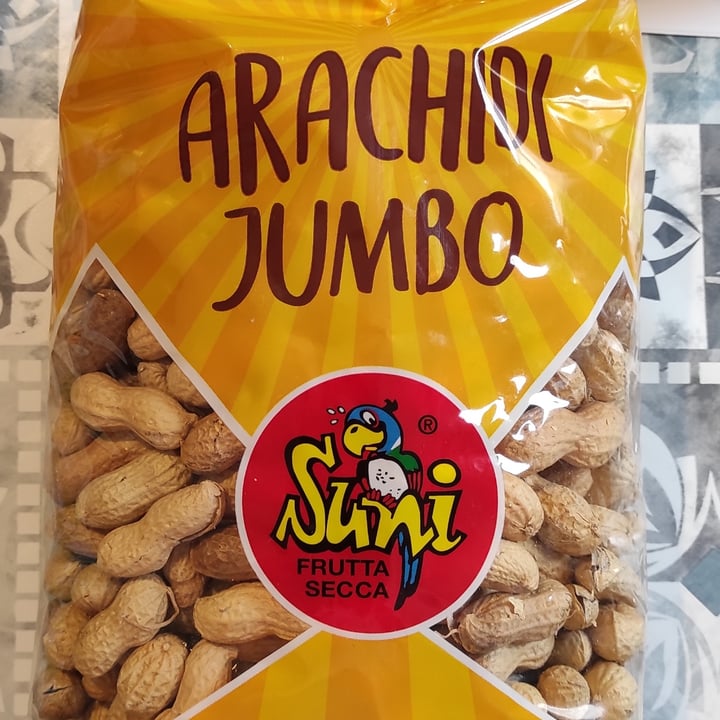 ARACHIDI
JUMBO
®
Suni
FRUTTA
SECCA